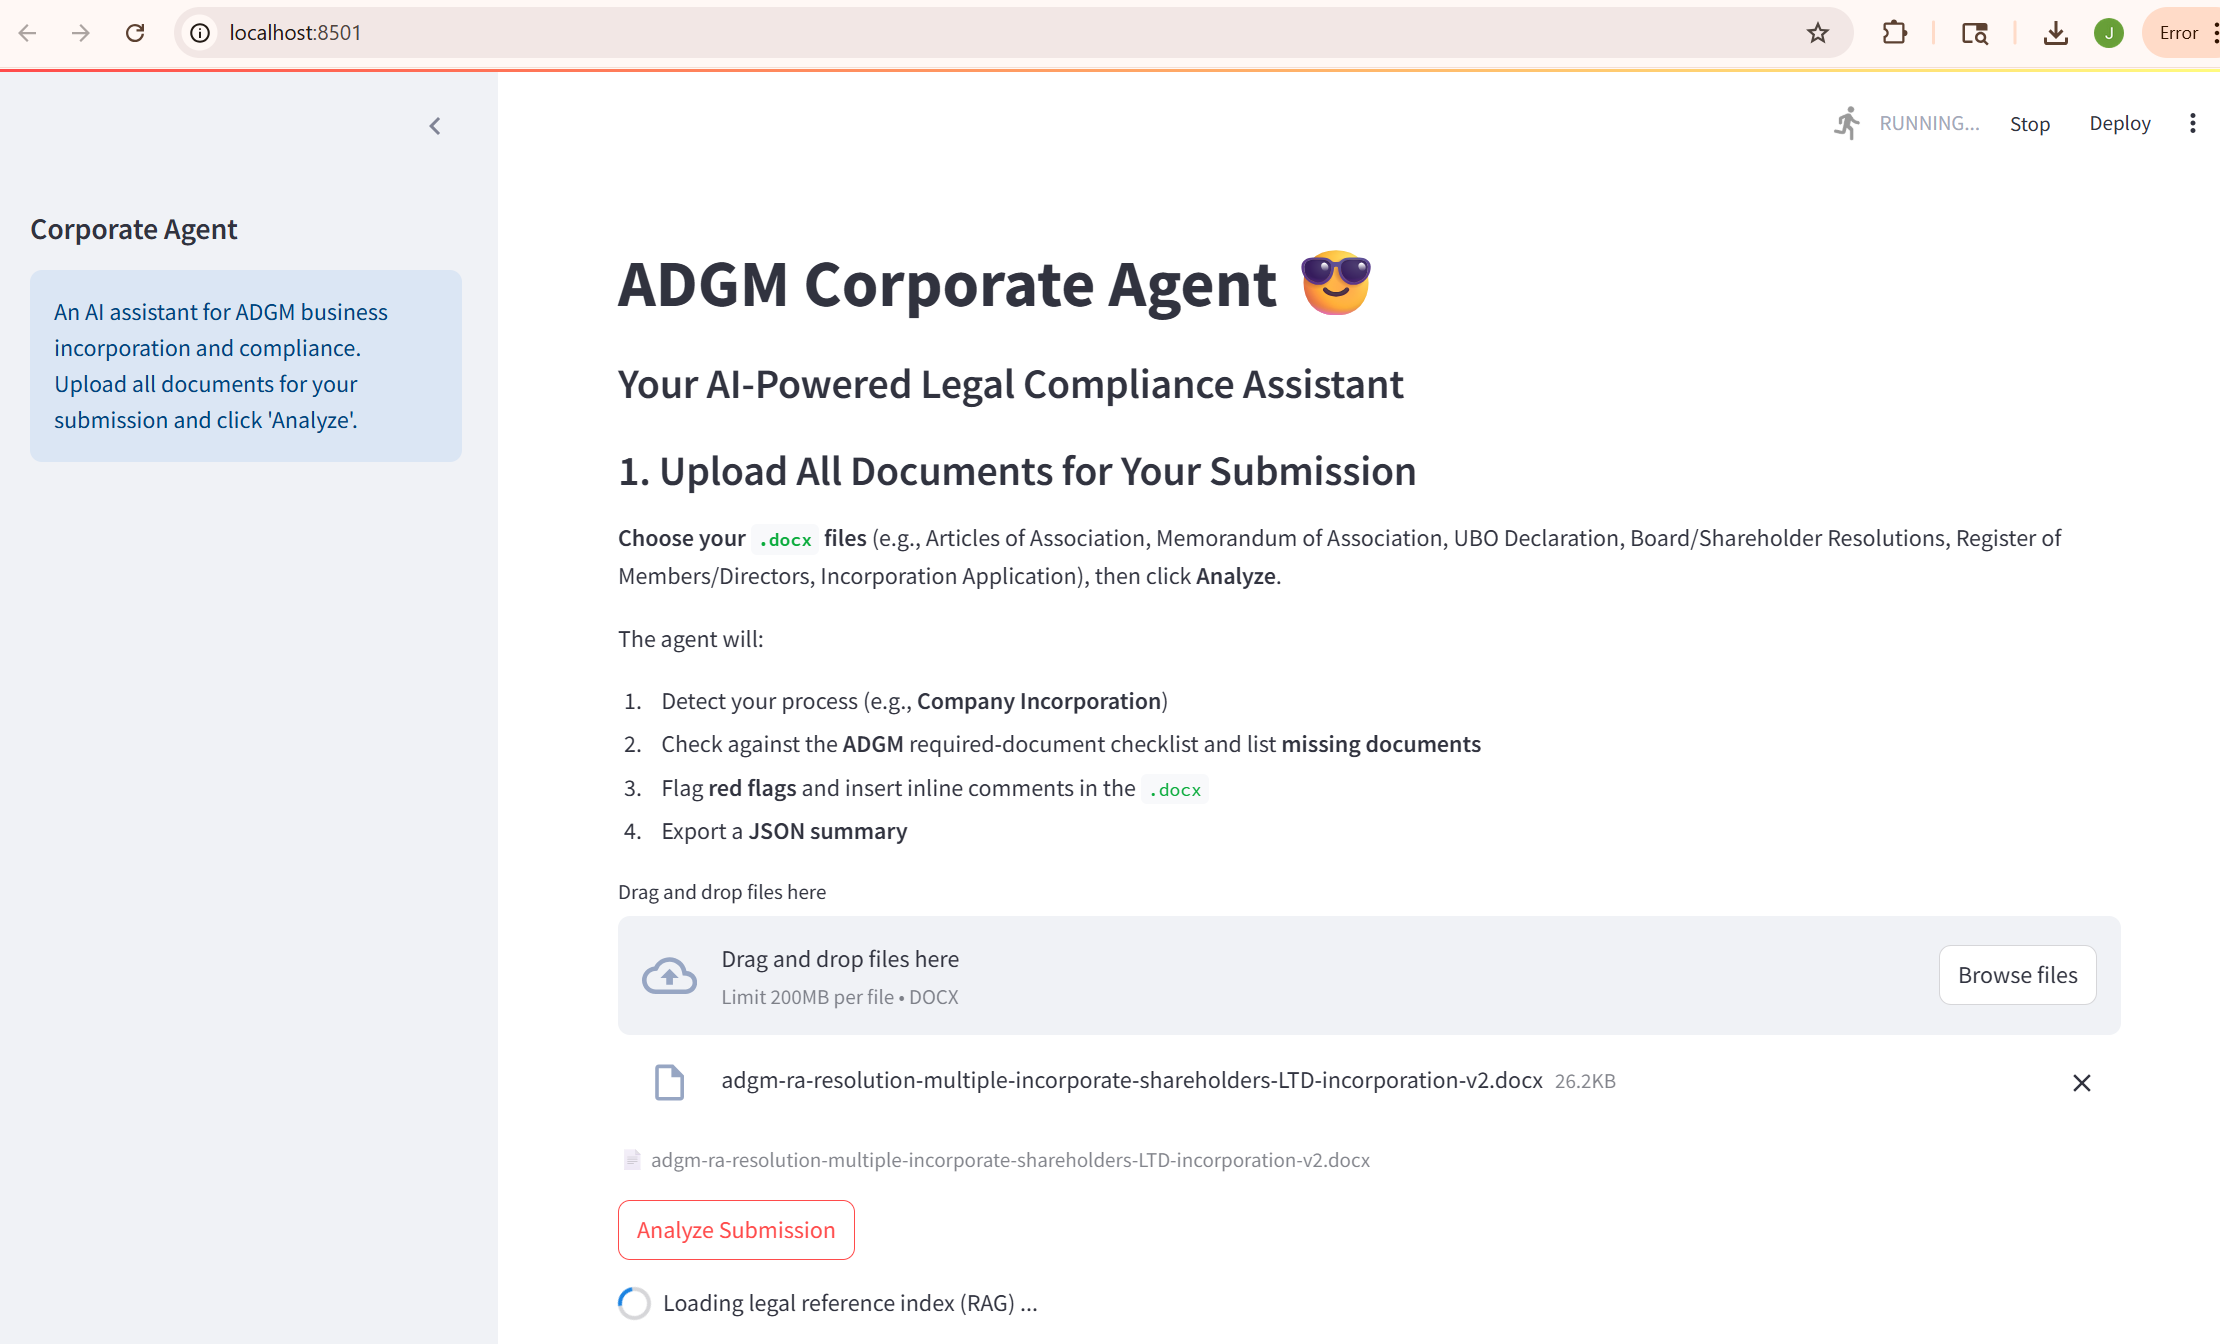 localhost:8501
J
Error
RUNNING...
Stop
Deploy
Corporate Agent
An AI assistant for ADGM business
incorporation and compliance.
Upload all documents for your
submission and click 'Analyze'.
ADGM Corporate Agent
Your AI-Powered Legal Compliance Assistant
1. Upload All Documents for Your Submission
Choose your .docx files (e.g., Articles of Association, Memorandum of Association, UBO Declaration, Board/Shareholder Resolutions, Register of
Members/Directors, Incorporation Application), then click Analyze.
The agent will:
1. Detect your process (e.g., Company Incorporation)
2. Check against the ADGM required-document checklist and list missing documents
3. Flag red flags and insert inline comments in the .docx
4. Export a JSON summary
Drag and drop files here
Drag and drop files here
Limit 200MB per file • DOCX
Browse files
adgm-ra-resolution-multiple-incorporate-shareholders-LTD-incorporation-v2.docx 26.2KB
adgm-ra-resolution-multiple-incorporate-shareholders-LTD-incorporation-v2.docx
Analyze Submission
Loading legal reference index (RAG) ...